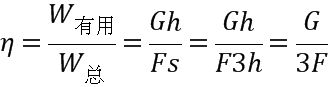 η = W有用/W总 = Gh/Fs = Gh/F3h = G/3F